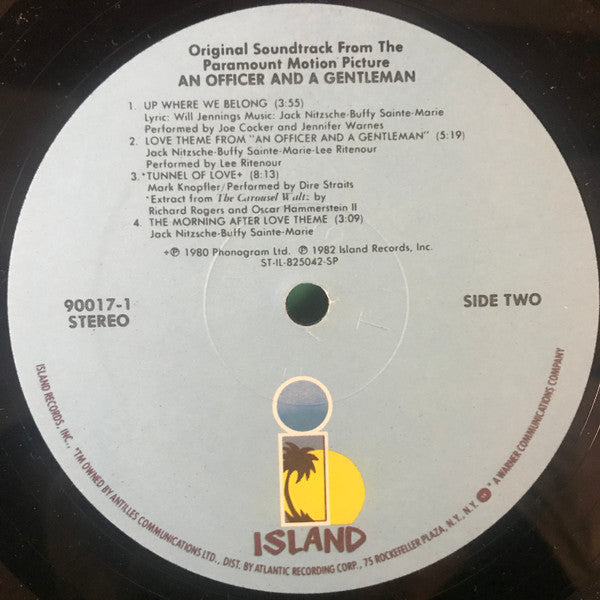 Original Soundtrack From The
Paramount Motion Picture
AN OFFICER AND A GENTLEMAN
1. UP WHERE WE BELONG (3:55)
Lyric: Will Jennings Music: Jack Nitzsche-Buffy Sainte-Marie
Performed by Joe Cocker and Jennifer Warnes
2. LOVE THEME FROM "AN OFFICER AND A GENTLEMAN" (5:19)
Jack Nitzsche-Buffy Sainte-Marie-Lee Ritenour
Performed by Lee Ritenour
3. *TUNNEL OF LOVE+ (8:13)
Mark Knopfler/Performed by Dire Straits
*Extract from The Carousel Waltz by
Richard Rogers and Oscar Hammerstein II
4. THE MORNING AFTER LOVE THEME (3:09)
Jack Nitzsche-Buffy Sainte-Marie
+℗ 1980 Phonogram Ltd. ℗ 1982 Island Records, Inc.
ST-IL-825042-SP
90017-1
STEREO
SIDE TWO
ISLAND
ISLAND RECORDS, INC., *TM OWNED BY ANTILLES COMMUNICATIONS LTD., DIST. BY ATLANTIC RECORDING CORP., 75 ROCKEFELLER PLAZA, N.Y., N.Y. * A WARNER COMMUNICATIONS COMPANY